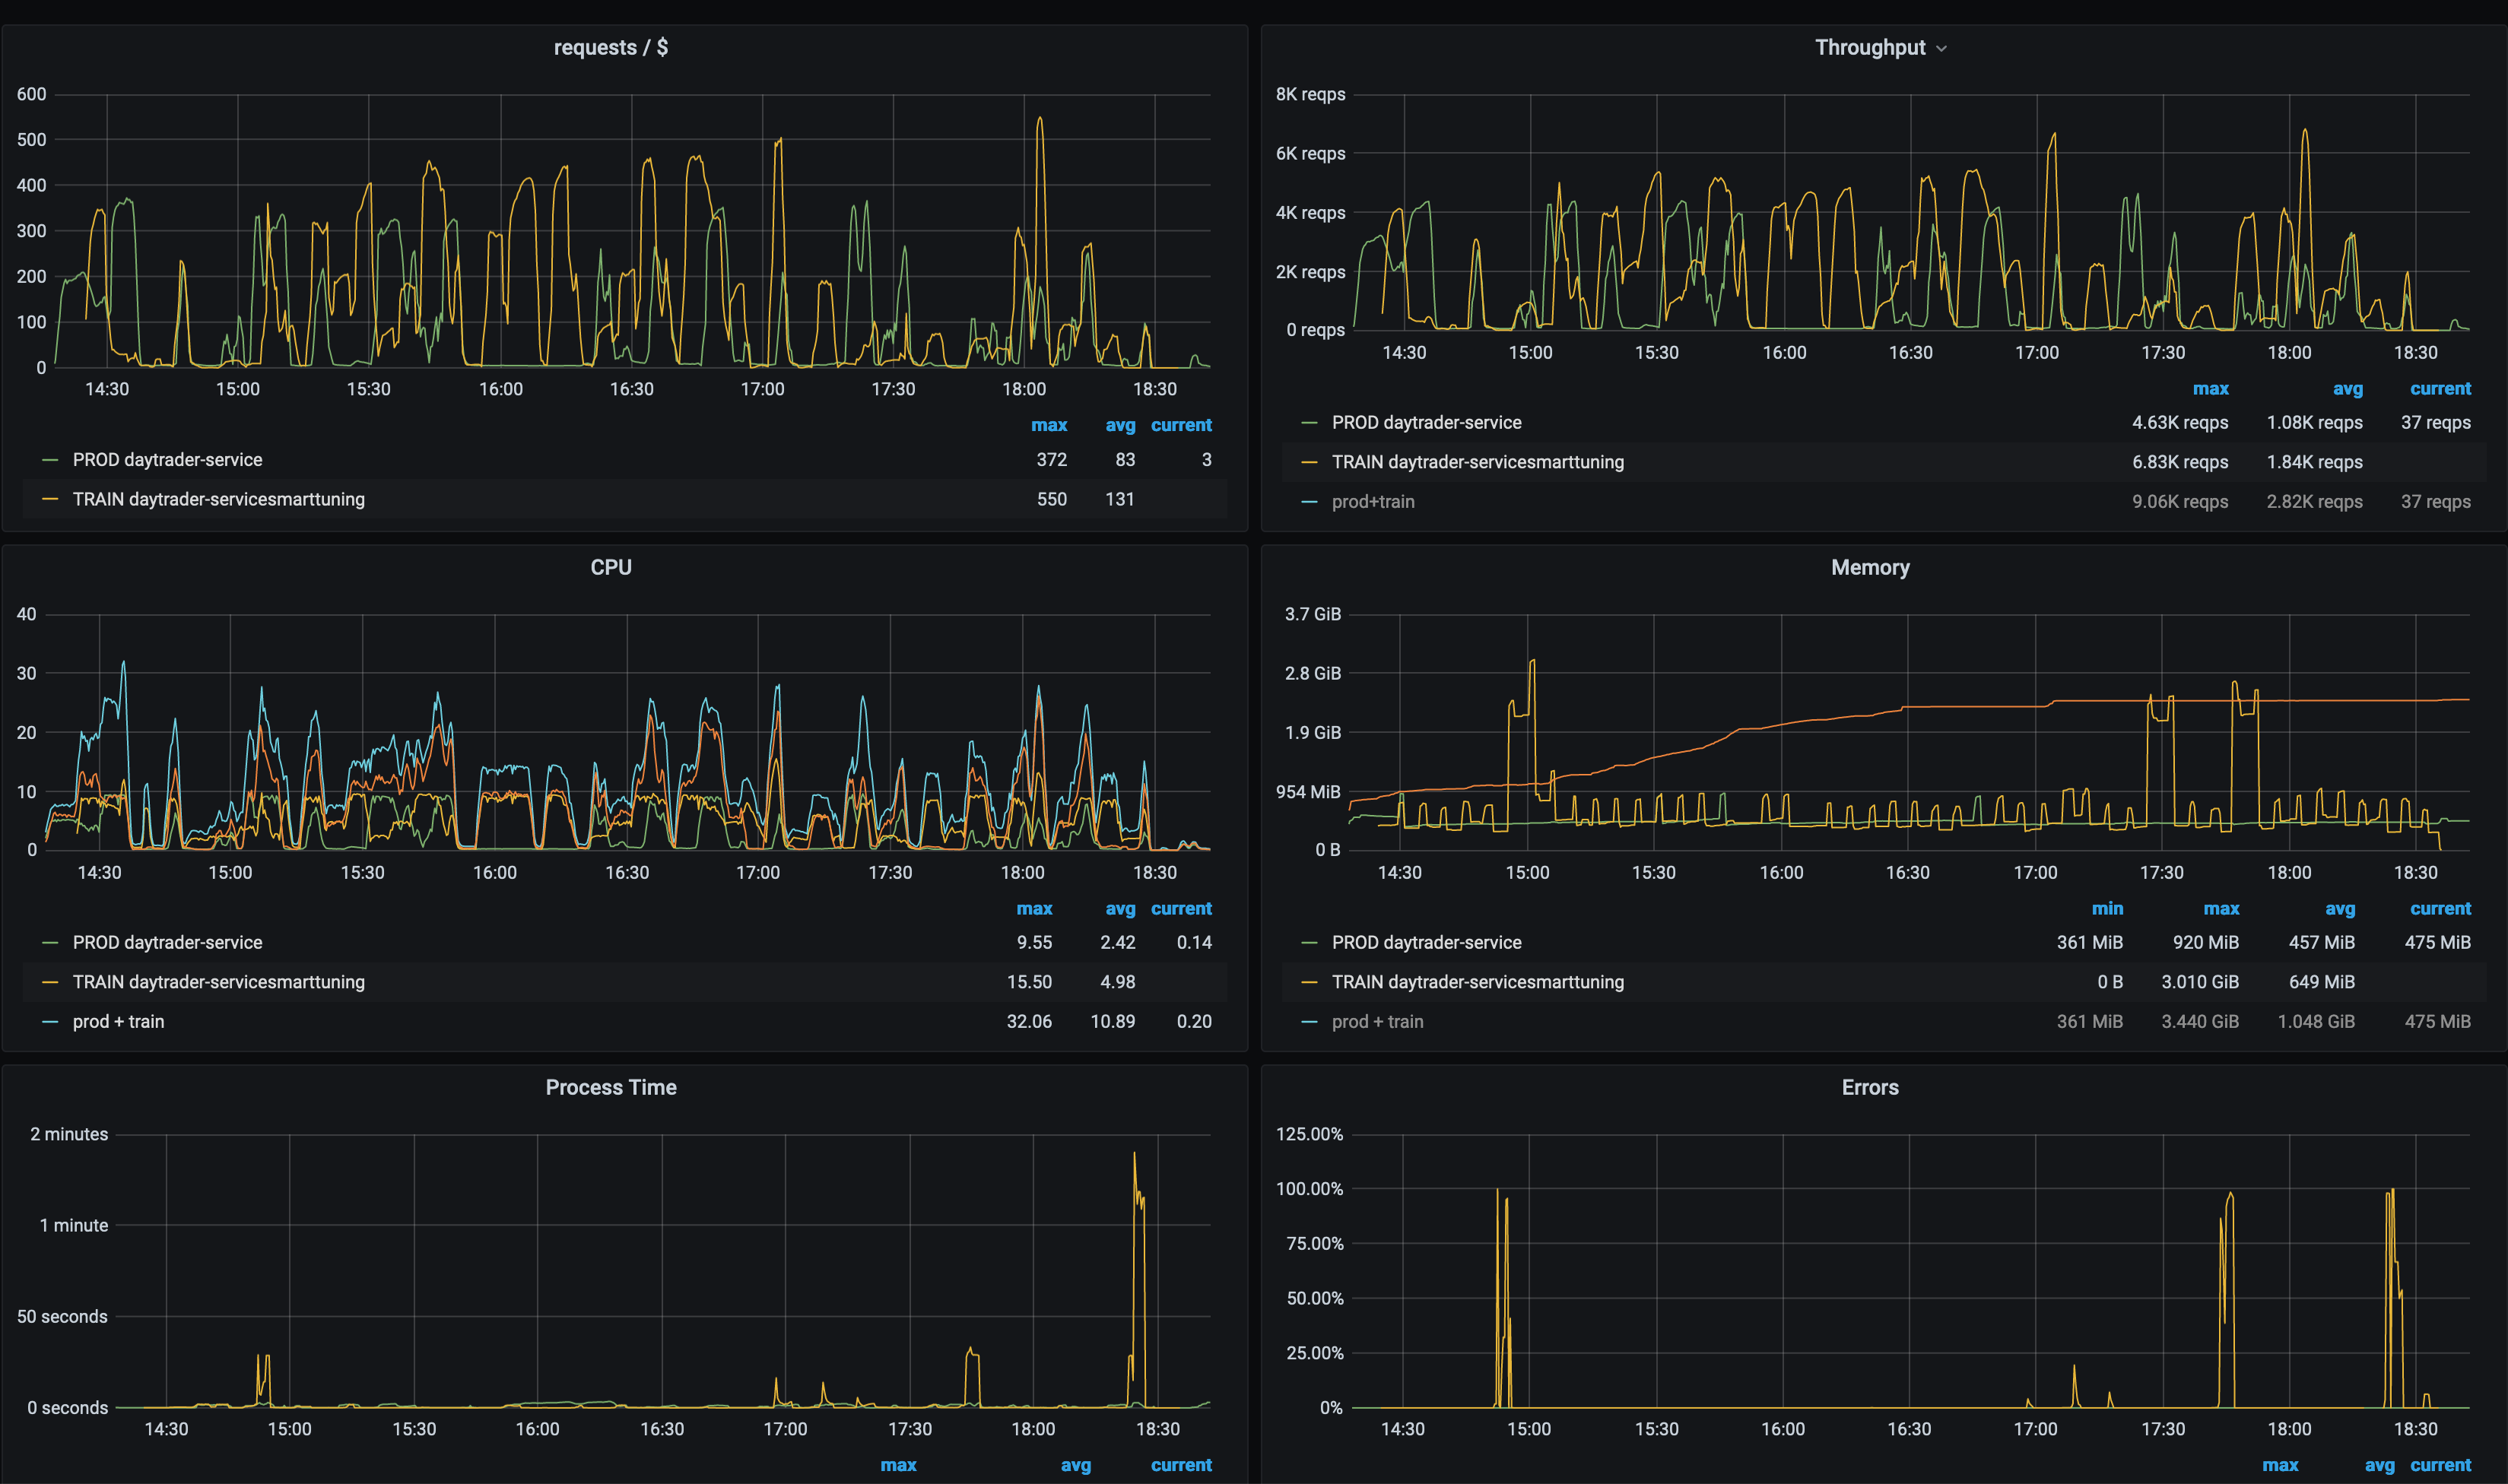 requests / $
600
500
400
300
200
100
0
14:30 15:00 15:30 16:00 16:30 17:00 17:30 18:00 18:30
max avg current
PROD daytrader-service 372 83 3
TRAIN daytrader-servicesmarttuning 550 131
Throughput
8K reqps
6K reqps
4K reqps
2K reqps
0 reqps
14:30 15:00 15:30 16:00 16:30 17:00 17:30 18:00 18:30
max avg current
PROD daytrader-service 4.63K reqps 1.08K reqps 37 reqps
TRAIN daytrader-servicesmarttuning 6.83K reqps 1.84K reqps
prod+train 9.06K reqps 2.82K reqps 37 reqps
CPU
40
30
20
10
0
14:30 15:00 15:30 16:00 16:30 17:00 17:30 18:00 18:30
max avg current
PROD daytrader-service 9.55 2.42 0.14
TRAIN daytrader-servicesmarttuning 15.50 4.98
prod + train 32.06 10.89 0.20
Memory
3.7 GiB
2.8 GiB
1.9 GiB
954 MiB
0 B
14:30 15:00 15:30 16:00 16:30 17:00 17:30 18:00 18:30
min max avg current
PROD daytrader-service 361 MiB 920 MiB 457 MiB 475 MiB
TRAIN daytrader-servicesmarttuning 0 B 3.010 GiB 649 MiB
prod + train 361 MiB 3.440 GiB 1.048 GiB 475 MiB
Process Time
2 minutes
1 minute
50 seconds
0 seconds
14:30 15:00 15:30 16:00 16:30 17:00 17:30 18:00 18:30
max avg current
Errors
125.00%
100.00%
75.00%
50.00%
25.00%
0%
14:30 15:00 15:30 16:00 16:30 17:00 17:30 18:00 18:30
max avg current